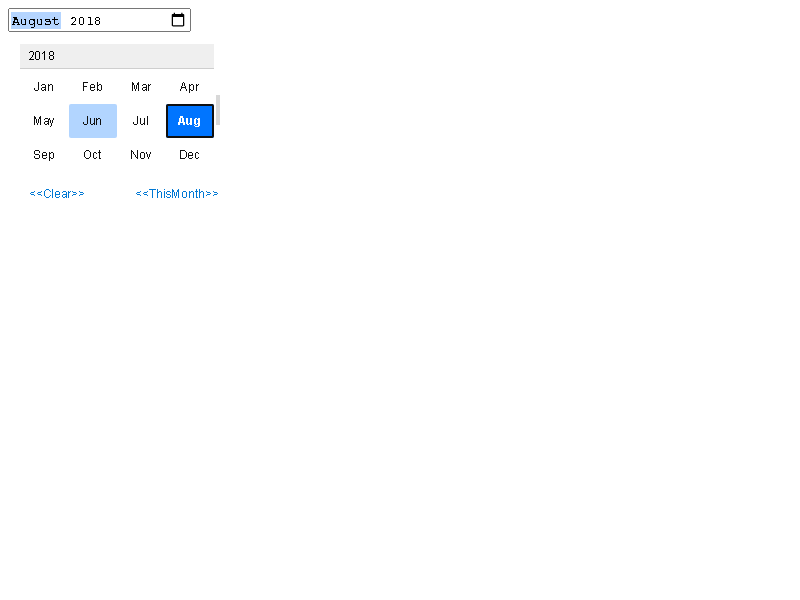 August 2018
2018
Jan Feb Mar Apr
May Jun Jul Aug
Sep Oct Nov Dec
<<Clear>> <<ThisMonth>>